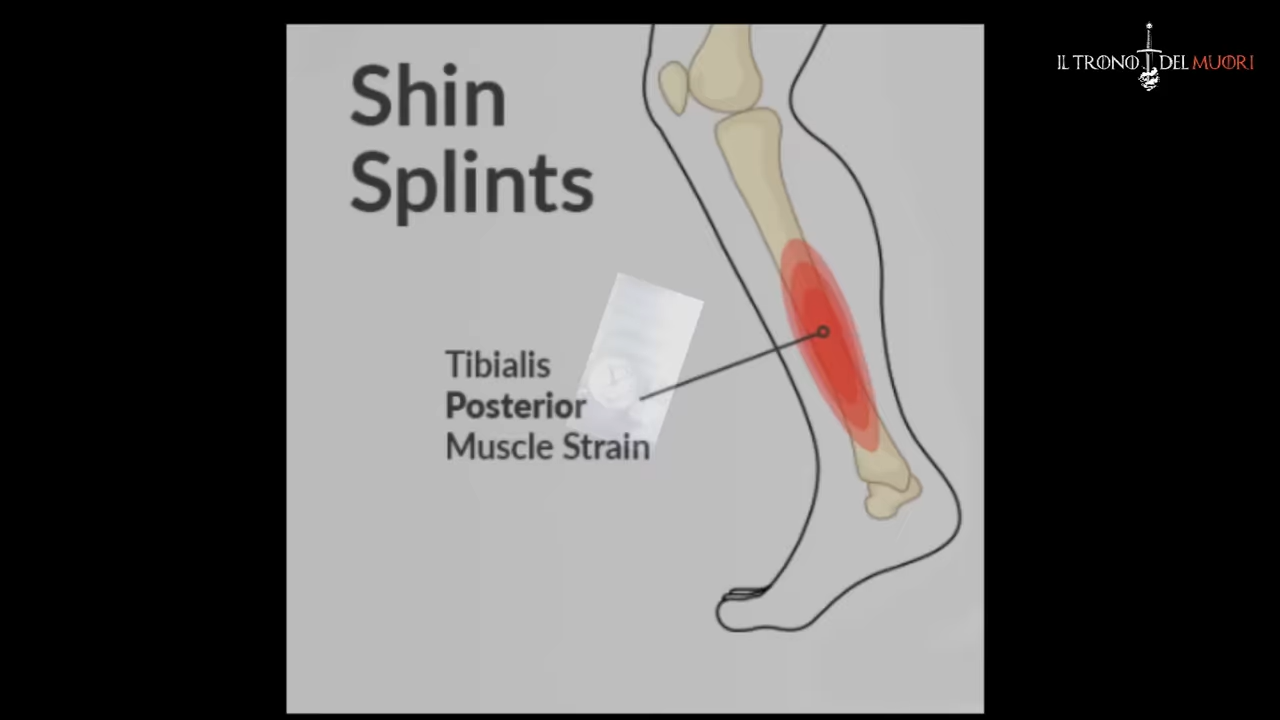 Shin
Splints
Tibialis
Posterior
Muscle Strain
IL TRONO DEL MUORI